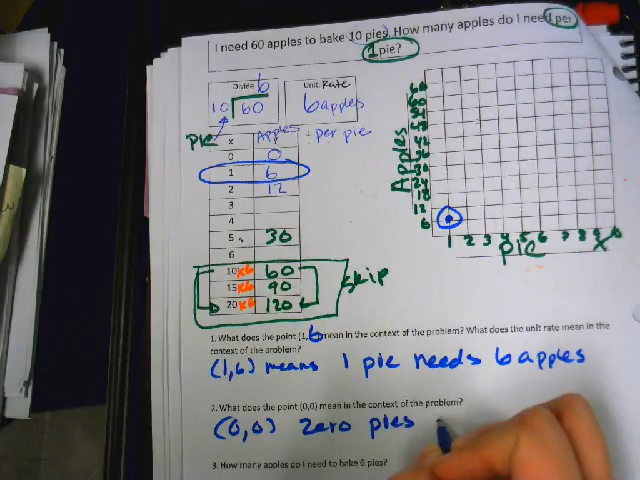 I need 60 apples to bake 10 pies. How many apples do I need per
1 pie?
Divide
6
10 60
Unit Rate
6 apples
per pie
pie
x
Apples
y
0 0
1 6
2 12
3
4
5 30
6
10 x6 60
15 x6 90
20 x6 120
skip
Apples
12
6
1 2 3 4 5 6 7 8 9
pie
x
1. What does the point (1, 6 mean in the context of the problem? What does the unit rate mean in the
context of the problem?
(1,6) means 1 pie needs 6 apples
2. What does the point (0,0) mean in the context of the problem?
(0,0) zero pies
3. How many apples do I need to bake 6 pies?